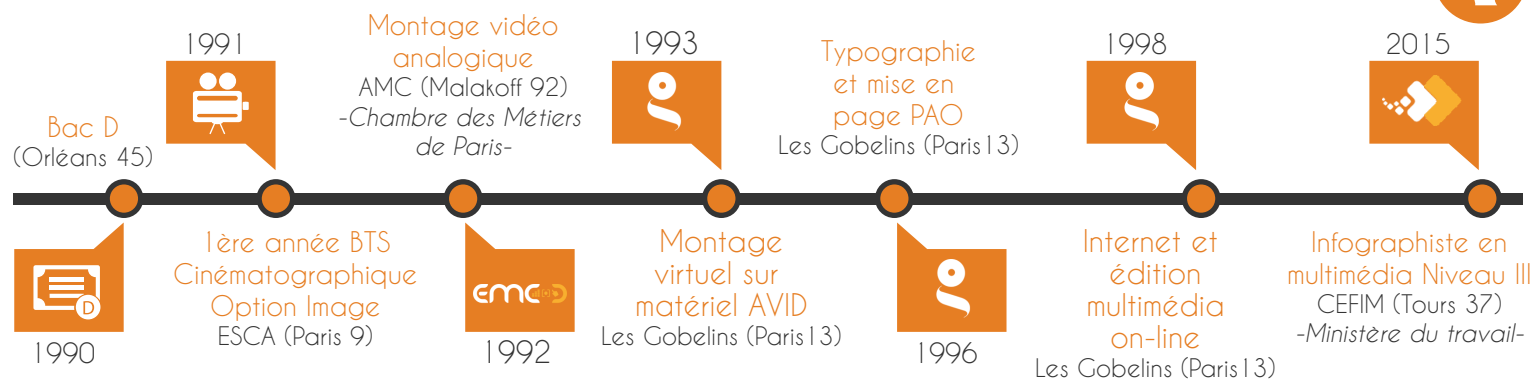 Bac D
(Orléans 45)
D
1990
1991
1ère année BTS
Cinématographique
Option Image
ESCA (Paris 9)
Montage vidéo
analogique
AMC (Malakoff 92)
-Chambre des Métiers
de Paris-
emc
1992
1993
g
Montage
virtuel sur
matériel AVID
Les Gobelins (Paris13)
Typographie
et mise en
page PAO
Les Gobelins (Paris13)
g
1996
1998
g
Internet et
édition
multimédia
on-line
Les Gobelins (Paris13)
2015
Infographiste en
multimédia Niveau III
CEFIM (Tours 37)
-Ministère du travail-